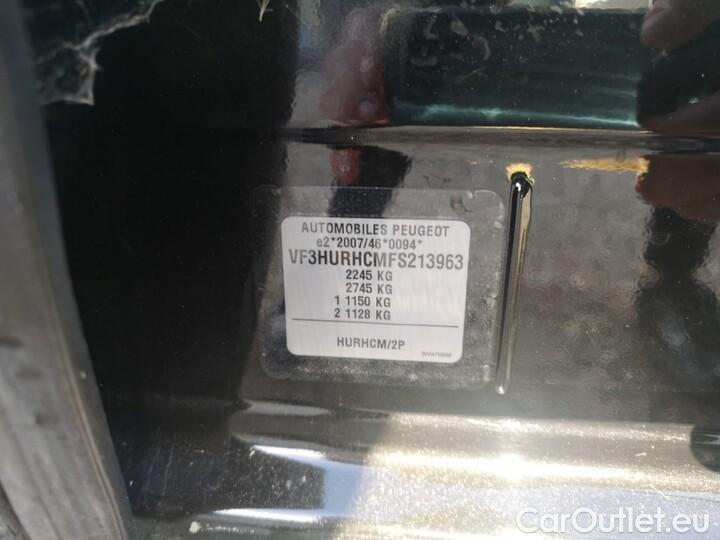 AUTOMOBILES PEUGEOT
e2*2007/46*0094*
VF3HURHCMFS213963
2245 KG
2745 KG
1 1150 KG
2 1128 KG
HURHCM/2P
CarOutlet.eu